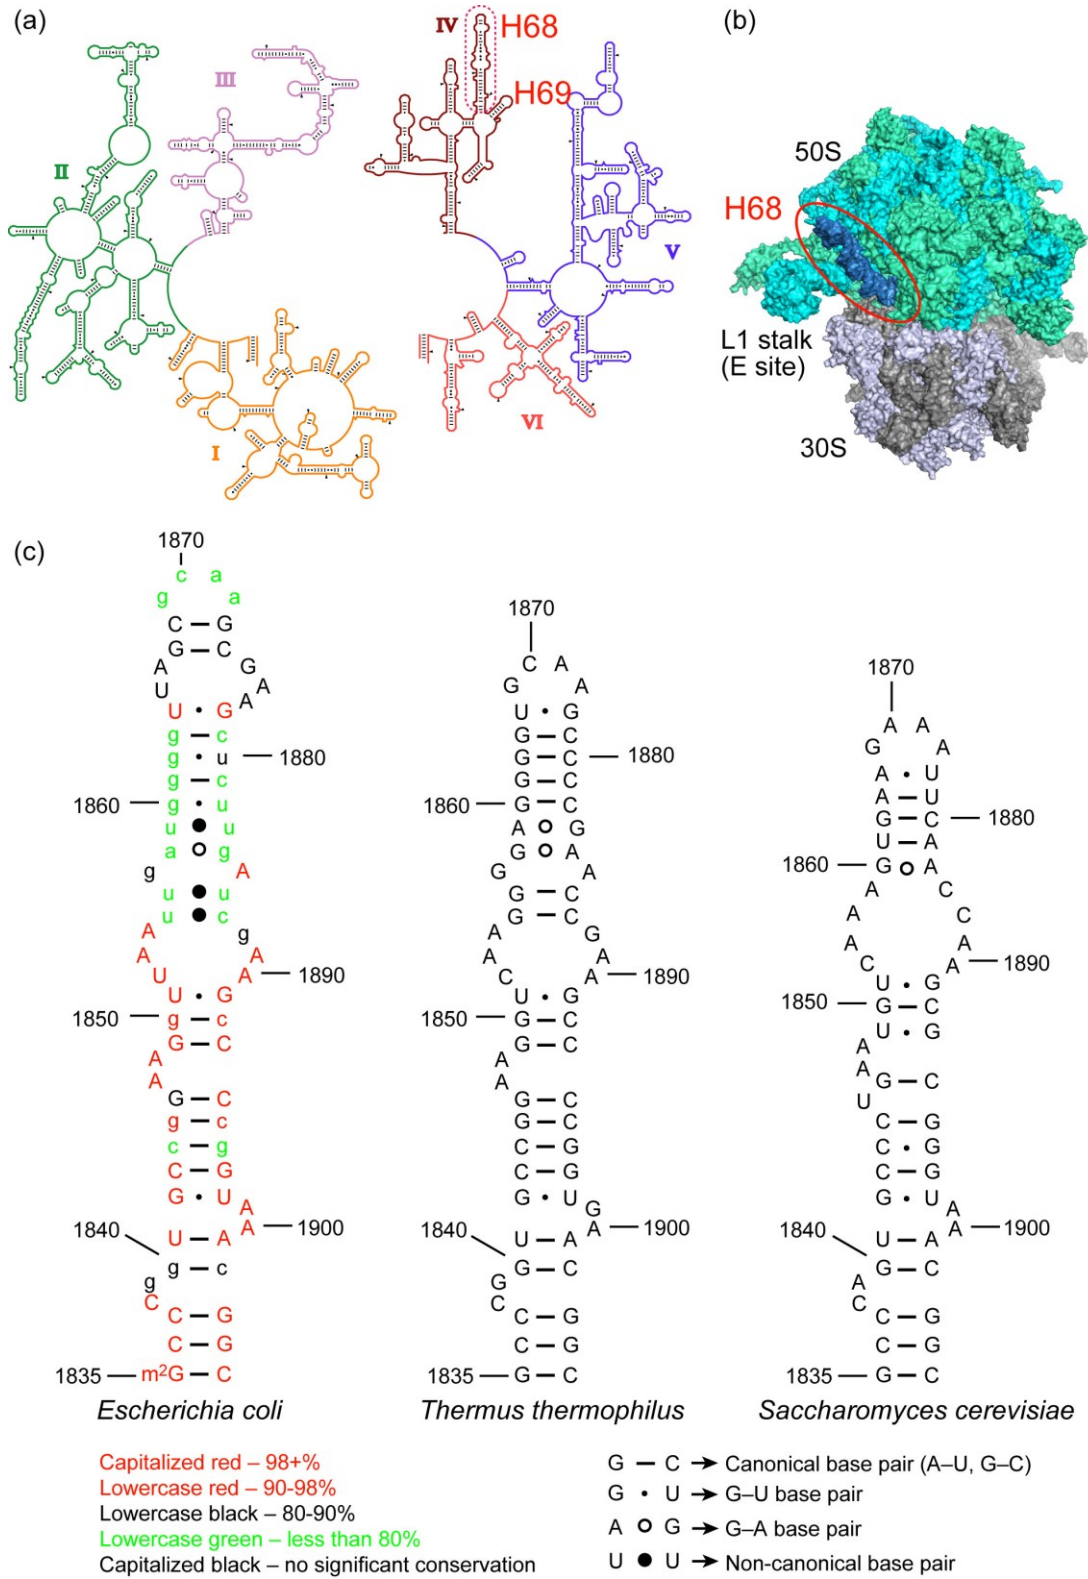 (a)
IV
H68
H69
III
II
V
I
VI
(b)
50S
H68
L1 stalk
(E site)
30S
(c)
1870
c a
g a
C G
G C
A G
U A
A
U G
g c
g u 1880
g c
1860 g u
u u
a g
g A
u u
u c
A g
A A
U A 1890
U G
1850 g c
G C
A
A
G C
g c
c g
C G
G U
A
A 1900
1840
U A
g c
g
C
C G
C G
1835 m²G C
Escherichia coli
1870
C A
G A
U G
G C
G C 1880
G C
1860 G C
A G
G A
G A
G C
G C
A G
A A
C A 1890
U G
1850 G C
G C
A
A
G C
G C
C G
C G
G U
G
A 1900
1840
U A
G C
G
C
C G
C G
1835 G C
Thermus thermophilus
1870
A A
G A
A U
A U
G C 1880
U A
1860 G A
A C
A C
A A
C A 1890
U G
1850 G C
U G
A
A
U
G C
C G
C G
C G
G U
A
A 1900
1840
U A
G C
A
C
C G
C G
1835 G C
Saccharomyces cerevisiae
Capitalized red – 98+%
Lowercase red – 90-98%
Lowercase black – 80-90%
Lowercase green – less than 80%
Capitalized black – no significant conservation
G C Canonical base pair (A–U, G–C)
G U G–U base pair
A G G–A base pair
U U Non-canonical base pair